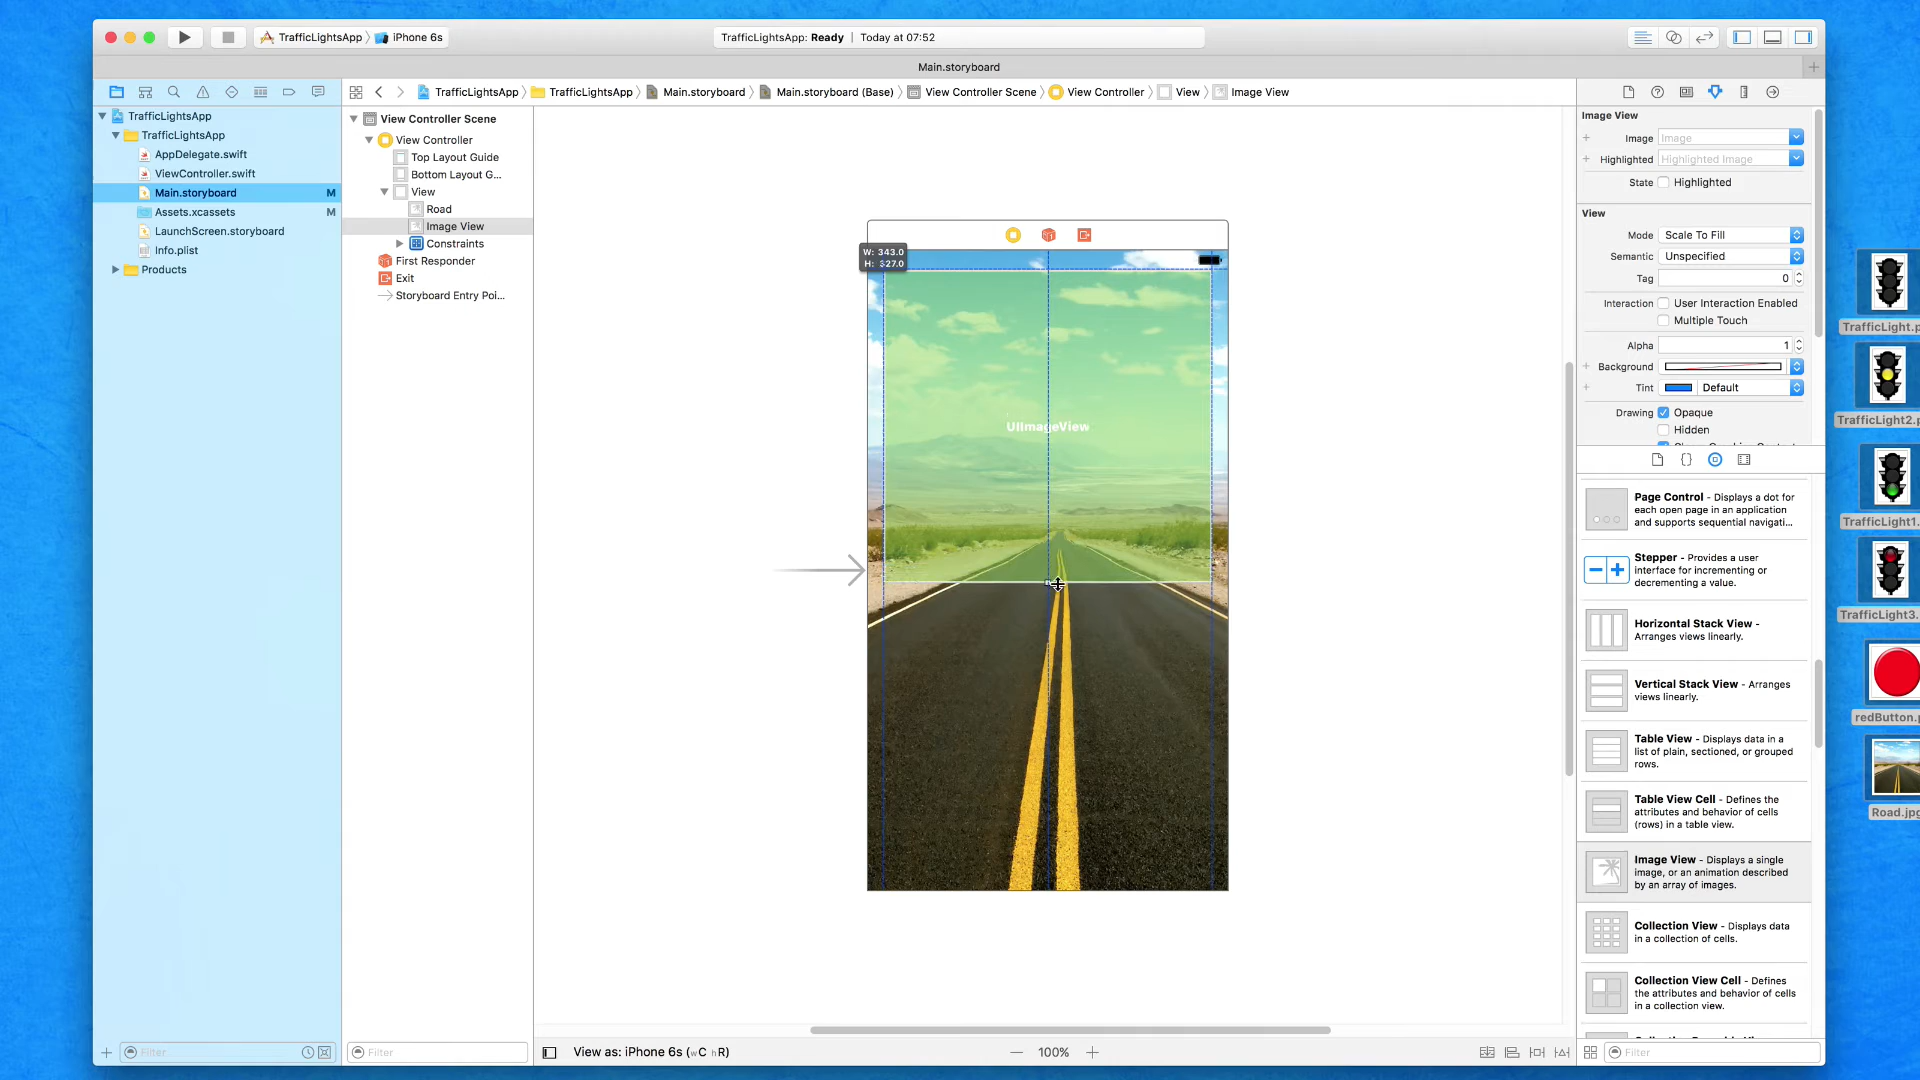 TrafficLightsApp
iPhone 6s
TrafficLightsApp: Ready | Today at 07:52
Main.storyboard
TrafficLightsApp
TrafficLightsApp
Main.storyboard
Main.storyboard (Base)
View Controller Scene
View Controller
View
Image View
TrafficLightsApp
TrafficLightsApp
AppDelegate.swift
ViewController.swift
Main.storyboard M
Assets.xcassets M
LaunchScreen.storyboard
Info.plist
Products
View Controller Scene
View Controller
Top Layout Guide
Bottom Layout G...
View
Road
Image View
Constraints
First Responder
Exit
Storyboard Entry Poi...
W: 343.0
H: 327.0
UIImageView
Image View
Image Image
Highlighted Highlighted Image
State Highlighted
View
Mode Scale To Fill
Semantic Unspecified
Tag 0
Interaction User Interaction Enabled
Multiple Touch
Alpha 1
Background
Tint Default
Drawing Opaque
Hidden
Page Control - Displays a dot for
each open page in an application
and supports sequential navigati...
Stepper - Provides a user
interface for incrementing or
decrementing a value.
Horizontal Stack View -
Arranges views linearly.
Vertical Stack View - Arranges
views linearly.
Table View - Displays data in a
list of plain, sectioned, or grouped
rows.
Table View Cell - Defines the
attributes and behavior of cells
(rows) in a table view.
Image View - Displays a single
image, or an animation described
by an array of images.
Collection View - Displays data
in a collection of cells.
Collection View Cell - Defines
the attributes and behavior of cells
in a collection view.
TrafficLight.p
TrafficLight2.p
TrafficLight1.
TrafficLight3.
redButton.p
Road.jpg
Filter
Filter
View as: iPhone 6s (wC hR)
100%
Filter